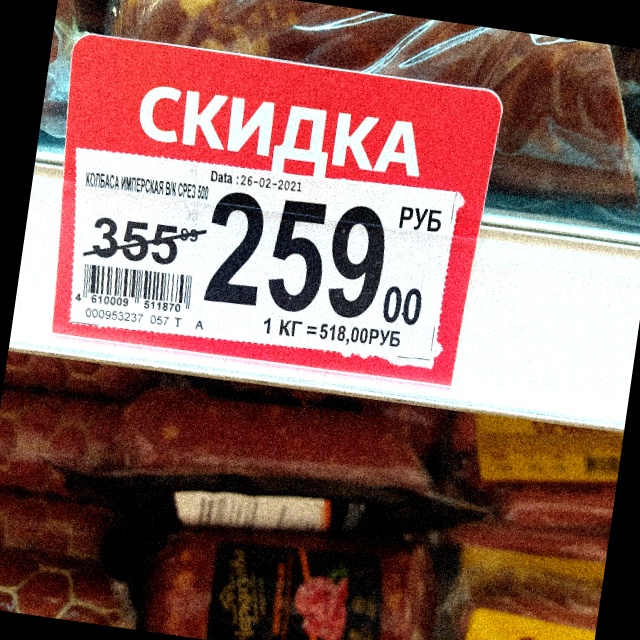 СКИДКА
КОЛБАСА ИМПЕРСКАЯ В/К СРЕЗ 500
Data :26-02-2021
355
259 00
РУБ
4 610009 511870
000953237 057 T A
1 КГ =518,00РУБ